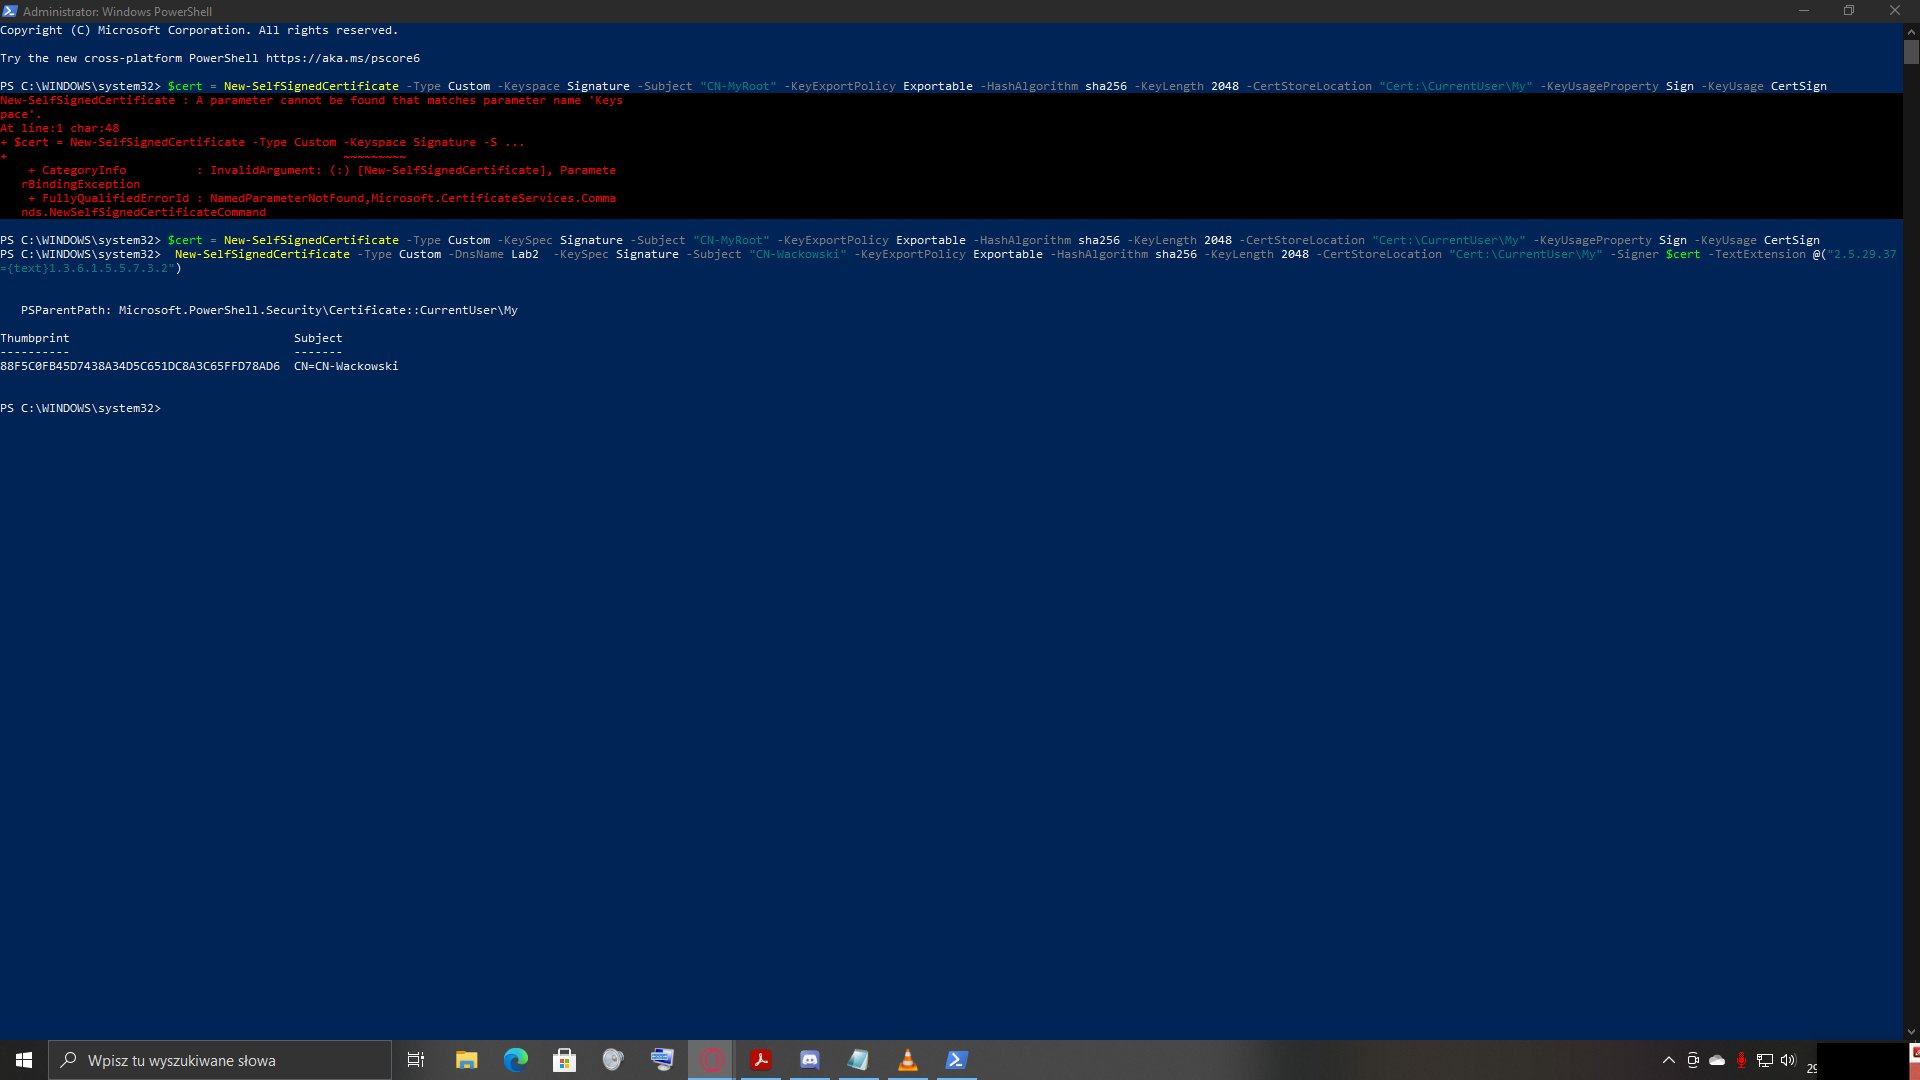 Administrator: Windows PowerShell
Copyright (C) Microsoft Corporation. All rights reserved.
Try the new cross-platform PowerShell https://aka.ms/pscore6
PS C:\WINDOWS\system32> $cert = New-SelfSignedCertificate -Type Custom -Keyspace Signature -Subject "CN-MyRoot" -KeyExportPolicy Exportable -HashAlgorithm sha256 -KeyLength 2048 -CertStoreLocation "Cert:\CurrentUser\My" -KeyUsageProperty Sign -KeyUsage CertSign
New-SelfSignedCertificate : A parameter cannot be found that matches parameter name 'Keys
pace'.
At line:1 char:48
+ $cert = New-SelfSignedCertificate -Type Custom -Keyspace Signature -S ...
+                                                ~~~~~~~~~
+ CategoryInfo          : InvalidArgument: (:) [New-SelfSignedCertificate], Paramete
rBindingException
+ FullyQualifiedErrorId : NamedParameterNotFound,Microsoft.CertificateServices.Comma
nds.NewSelfSignedCertificateCommand
PS C:\WINDOWS\system32> $cert = New-SelfSignedCertificate -Type Custom -KeySpec Signature -Subject "CN-MyRoot" -KeyExportPolicy Exportable -HashAlgorithm sha256 -KeyLength 2048 -CertStoreLocation "Cert:\CurrentUser\My" -KeyUsageProperty Sign -KeyUsage CertSign
PS C:\WINDOWS\system32>  New-SelfSignedCertificate -Type Custom -DnsName Lab2  -KeySpec Signature -Subject "CN-Wackowski" -KeyExportPolicy Exportable -HashAlgorithm sha256 -KeyLength 2048 -CertStoreLocation "Cert:\CurrentUser\My" -Signer $cert -TextExtension @("2.5.29.37
={text}1.3.6.1.5.5.7.3.2")
PSParentPath: Microsoft.PowerShell.Security\Certificate::CurrentUser\My
Thumbprint                                Subject
----------                                -------
88F5C0FB45D7438A34D5C651DC8A3C65FFD78AD6  CN=CN-Wackowski
PS C:\WINDOWS\system32>
Wpisz tu wyszukiwane słowa
29